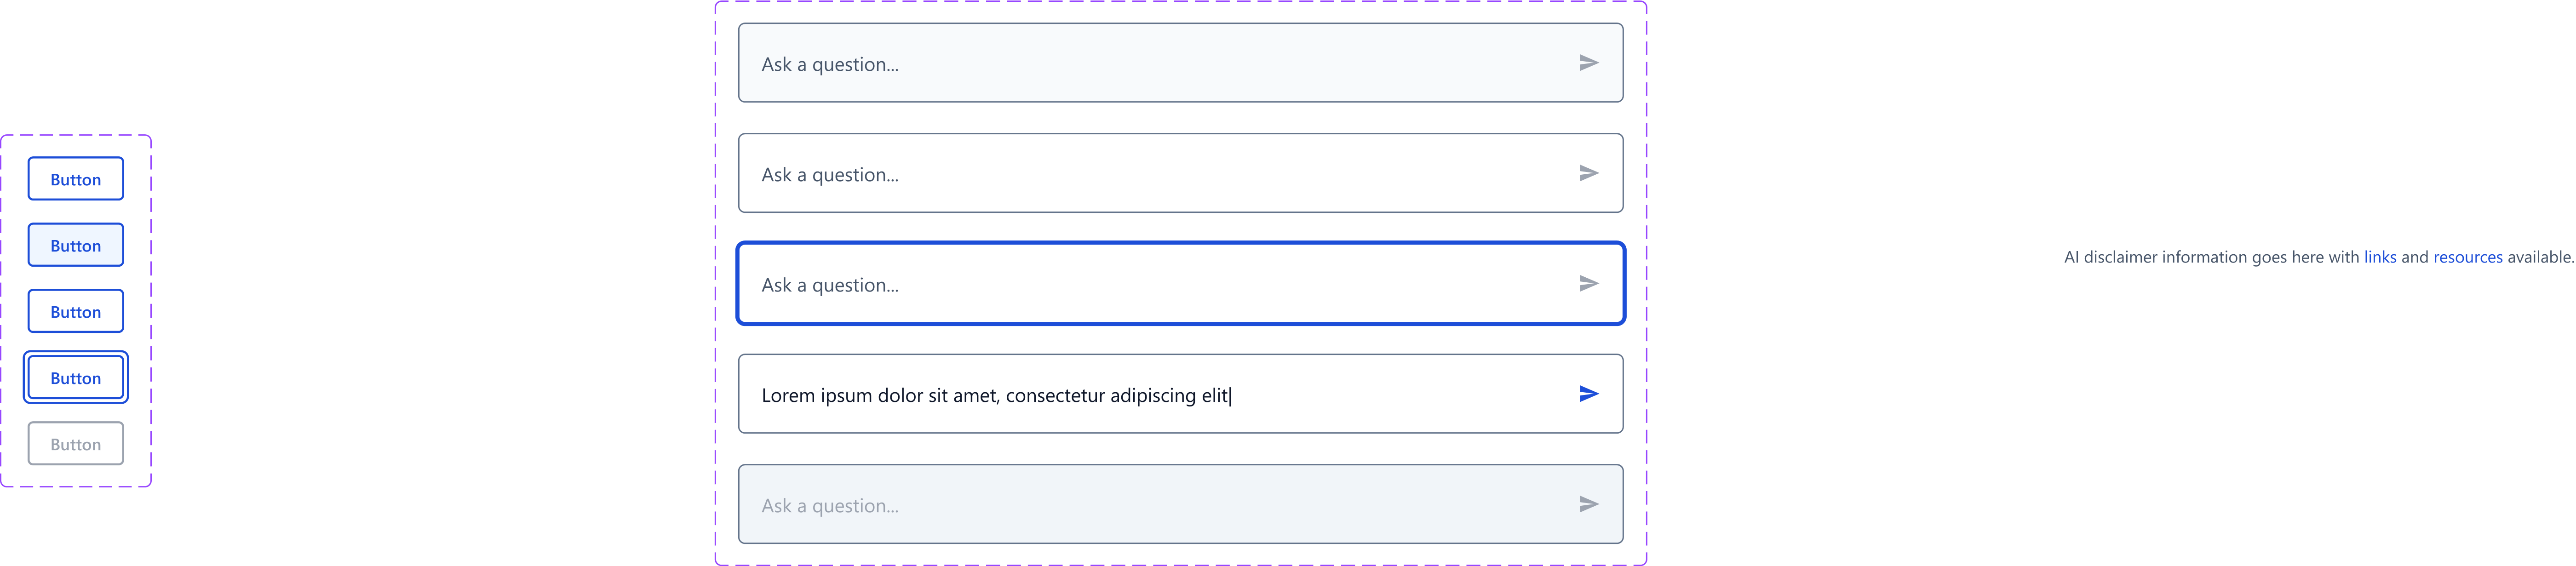 Button
Button
Button
Button
Button
Ask a question...
Ask a question...
Ask a question...
Lorem ipsum dolor sit amet, consectetur adipiscing elit
Ask a question...
AI disclaimer information goes here with links and resources available.